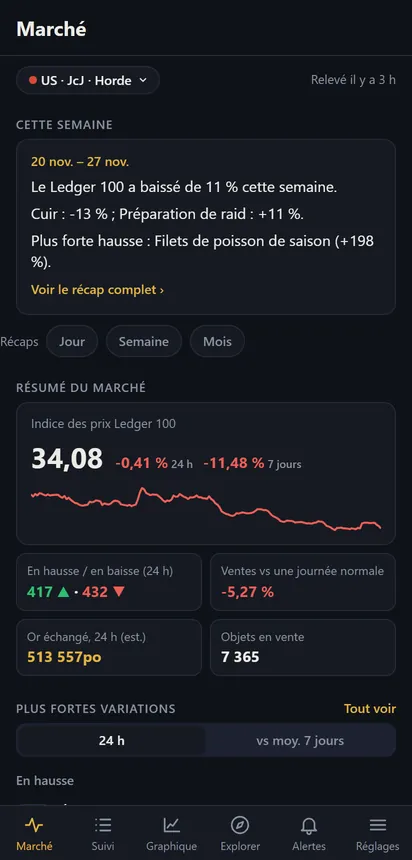 Marché
US · JcJ · Horde
Relevé il y a 3 h
CETTE SEMAINE
20 nov. – 27 nov.
Le Ledger 100 a baissé de 11 % cette semaine.
Cuir : -13 % ; Préparation de raid : +11 %.
Plus forte hausse : Filets de poisson de saison (+198
%).
Voir le récap complet ›
Récaps Jour Semaine Mois
RÉSUMÉ DU MARCHÉ
Indice des prix Ledger 100
34,08 -0,41 % 24 h -11,48 % 7 jours
En hausse / en baisse (24 h)
417 ▲ • 432 ▼
Ventes vs une journée normale
-5,27 %
Or échangé, 24 h (est.)
513 557po
Objets en vente
7 365
PLUS FORTES VARIATIONS
Tout voir
24 h
vs moy. 7 jours
En hausse
Marché Suivi Graphique Explorer Alertes Réglages